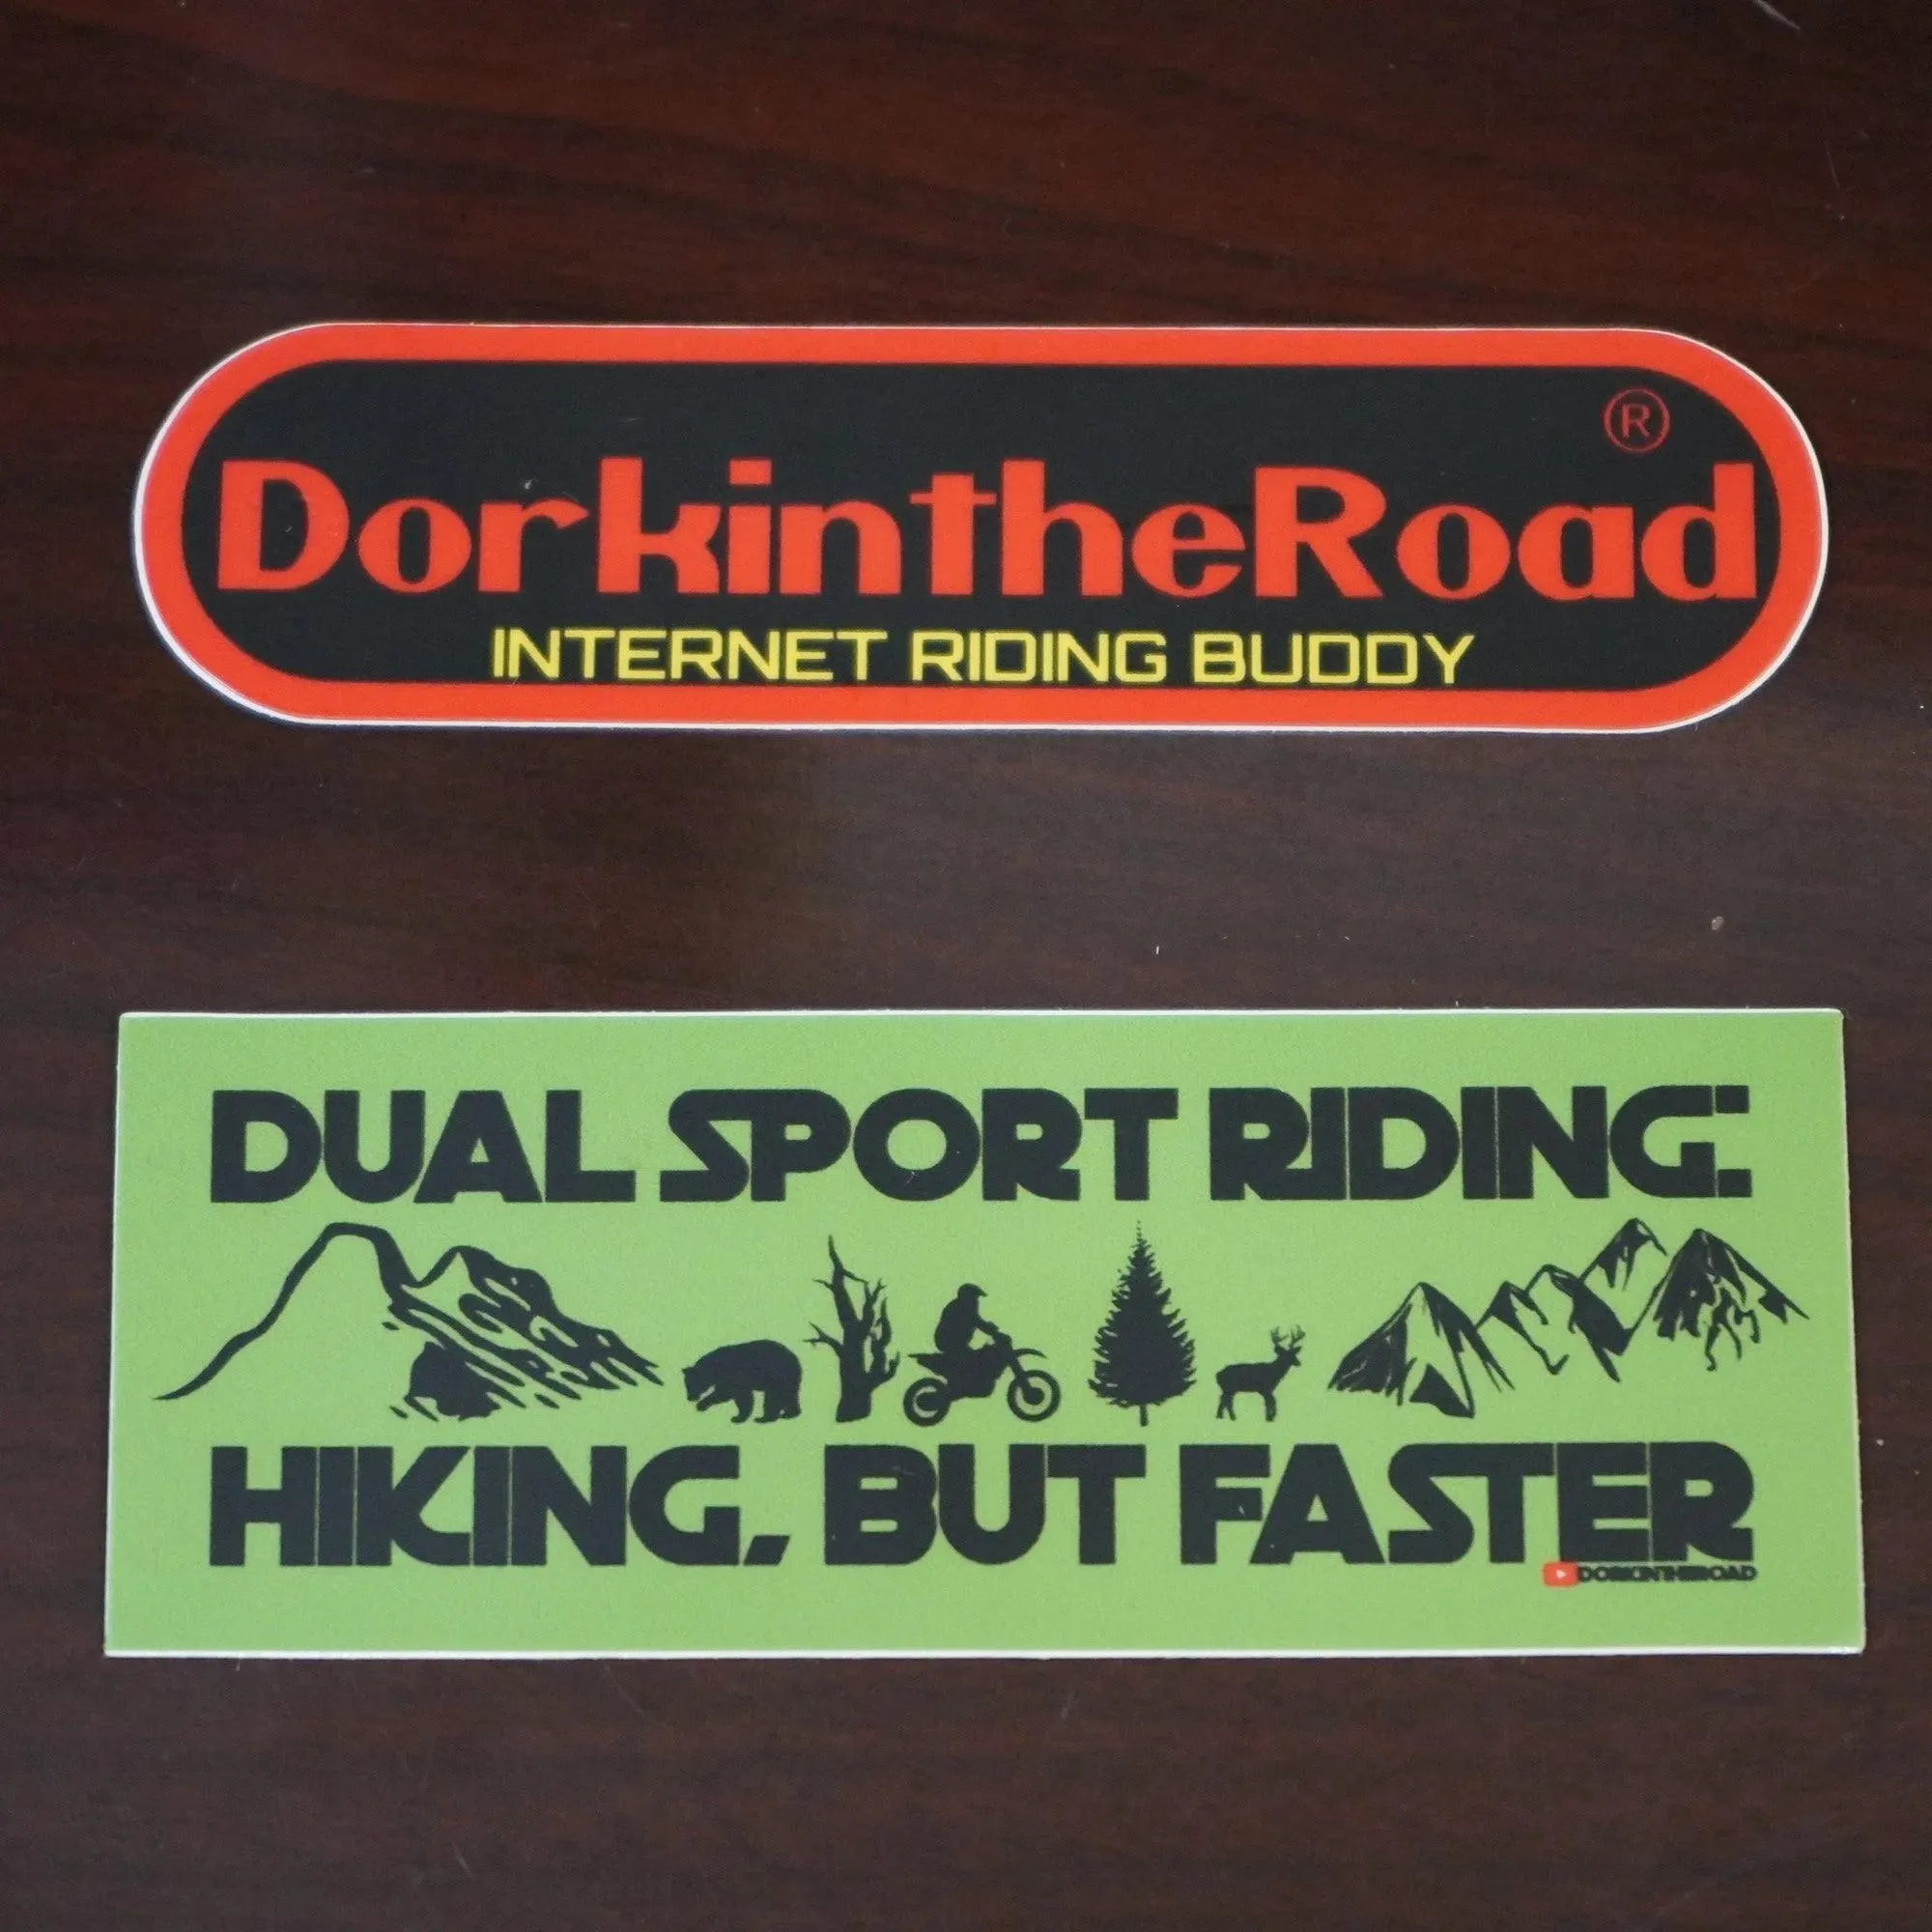 ®
DorkintheRoad
INTERNET RIDING BUDDY
DUAL SPORT RIDING:
HIKING, BUT FASTER
DORKINTHEROAD